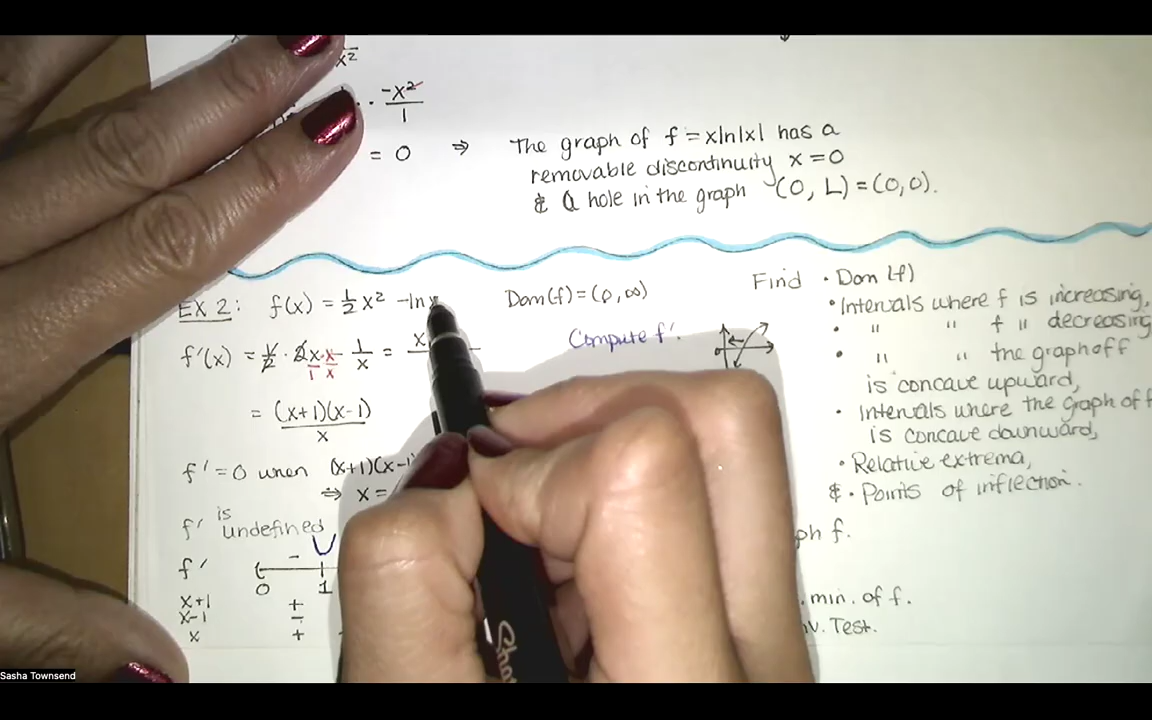 x²
-x²
1
= 0 ⇒ The graph of f = x ln|x| has a
removable discontinuity x = 0
& a hole in the graph (0, L) = (0,0).
EX 2: f(x) = 1/2 x² - ln x Dom(f) = (0, ∞)
f'(x) = 1/2 · 2x · x/x - 1/x =
= (x+1)(x-1)/x
f' = 0 when (x+1)(x-1)
⇒ x =
f' is undefined
f' - 0 1
x+1 +
x-1 -
x +
Compute f'.
Find · Dom(f)
· Intervals where f is increasing,
· " " f " decreasing
· " " the graph of f
is concave upward,
· Intervals where the graph of f
is concave downward,
· Relative extrema,
& · Points of inflection.
f.
min. of f.
Test.
Sasha Townsend